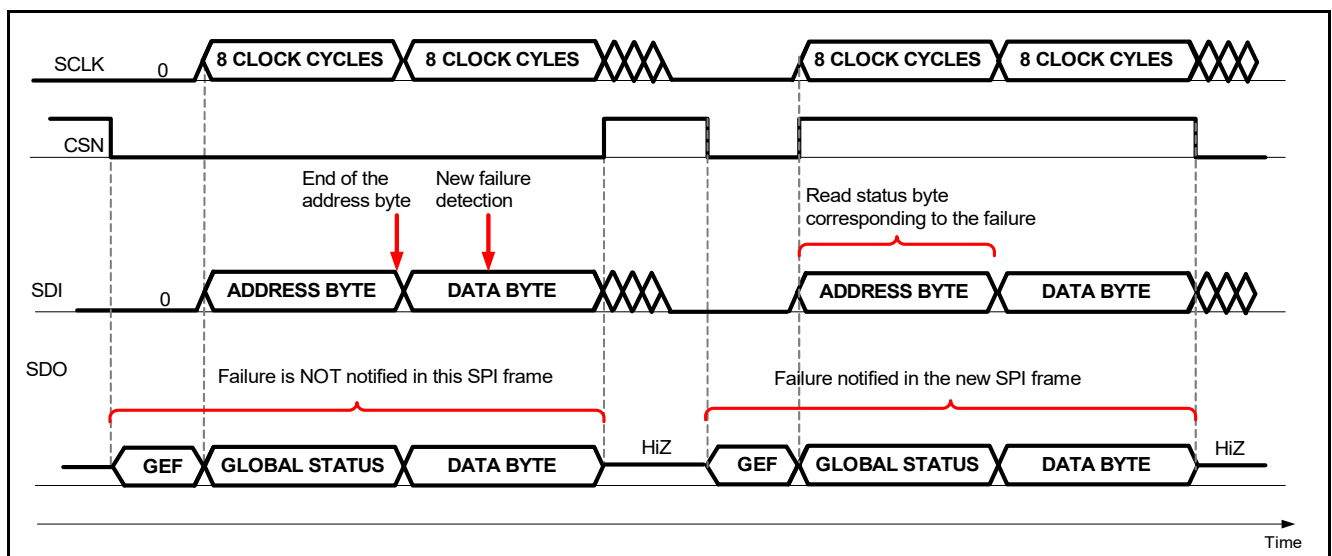 SCLK
0
8 CLOCK CYCLES
8 CLOCK CYLES
8 CLOCK CYCLES
8 CLOCK CYLES
CSN
End of the
address byte
New failure
detection
Read status byte
corresponding to the failure
SDI
0
ADDRESS BYTE
DATA BYTE
ADDRESS BYTE
DATA BYTE
SDO
Failure is NOT notified in this SPI frame
Failure notified in the new SPI frame
GEF
GLOBAL STATUS
DATA BYTE
HiZ
GEF
GLOBAL STATUS
DATA BYTE
HiZ
Time